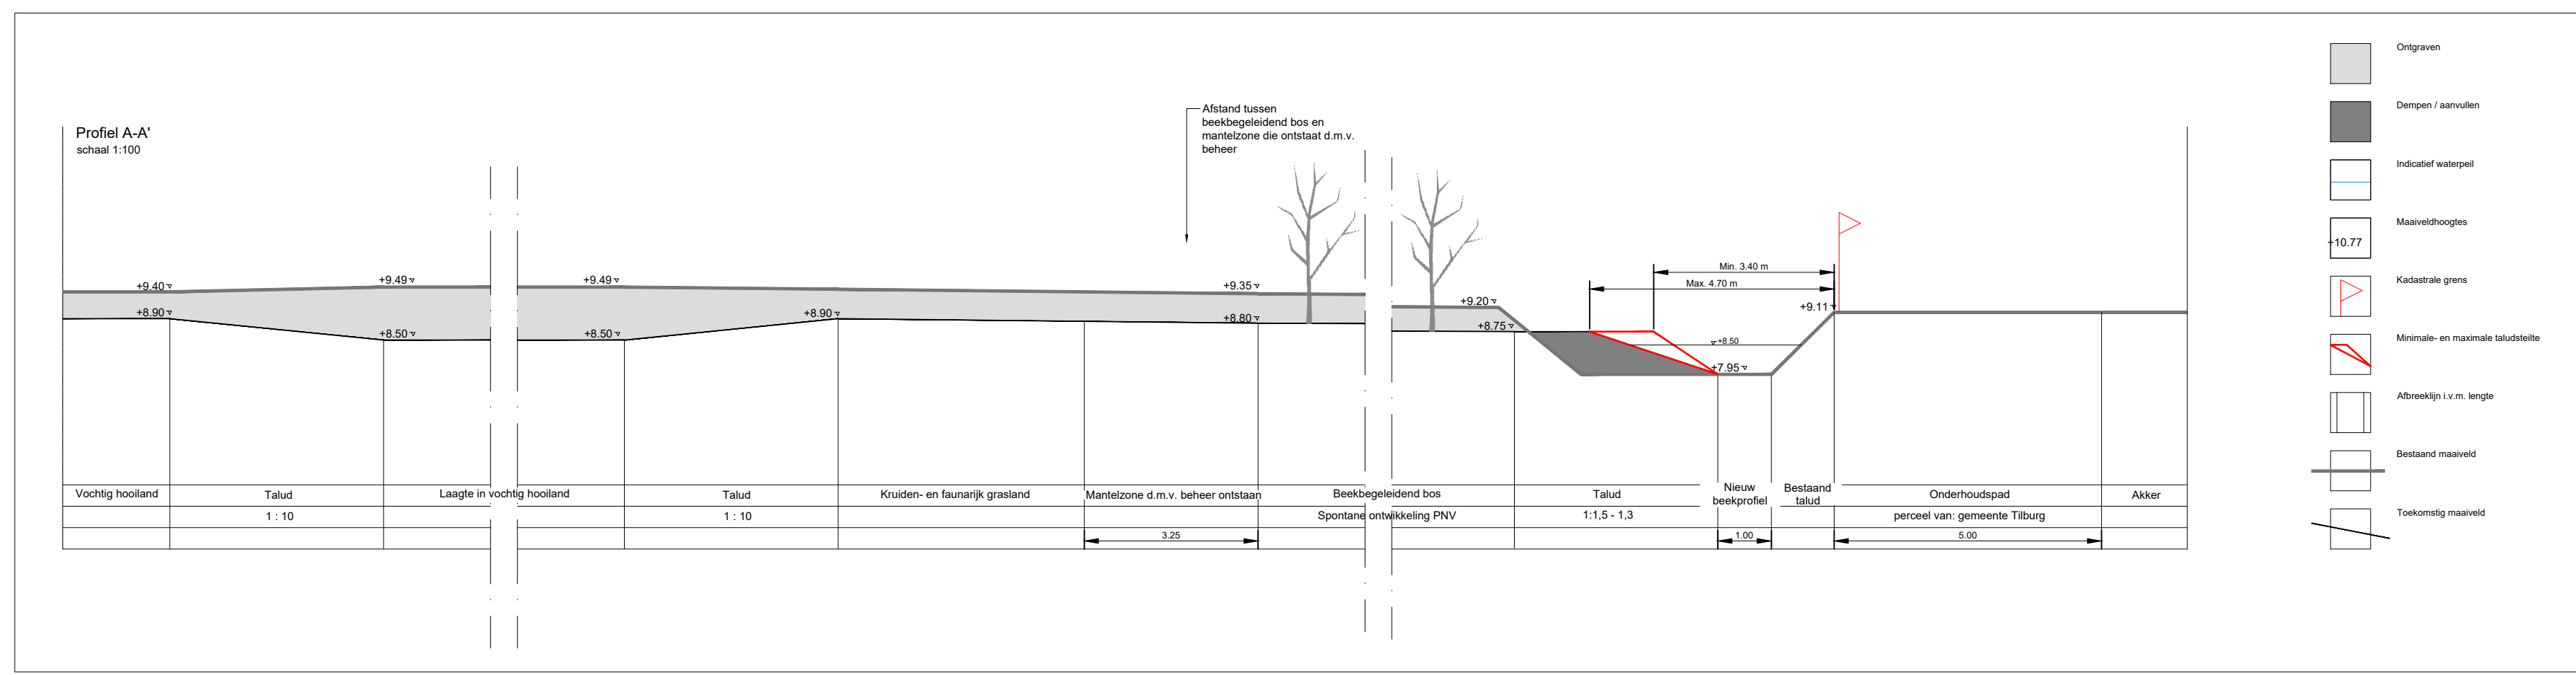 Profiel A-A'
schaal 1:100
Afstand tussen
beekbegeleidend bos en
mantelzone die ontstaat d.m.v.
beheer
+9.40
+8.90
+9.49
+8.50
+9.49
+8.50
+8.90
+9.35
+8.80
+9.20
+8.75
Min. 3.40 m
Max. 4.70 m
+8.50
+7.95
+9.11
Vochtig hooiland
Talud
Laagte in vochtig hooiland
Talud
Kruiden- en faunarijk grasland
Mantelzone d.m.v. beheer ontstaan
Beekbegeleidend bos
Talud
Nieuw
beekprofiel
Bestaand
talud
Onderhoudspad
Akker
1 : 10
1 : 10
Spontane ontwikkeling PNV
1:1,5 - 1,3
perceel van: gemeente Tilburg
3.25
1.00
5.00
Ontgraven
Dempen / aanvullen
Indicatief waterpeil
+10.77
Maaiveldhoogtes
Kadastrale grens
Minimale- en maximale taludsteilte
Afbreeklijn i.v.m. lengte
Bestaand maaiveld
Toekomstig maaiveld